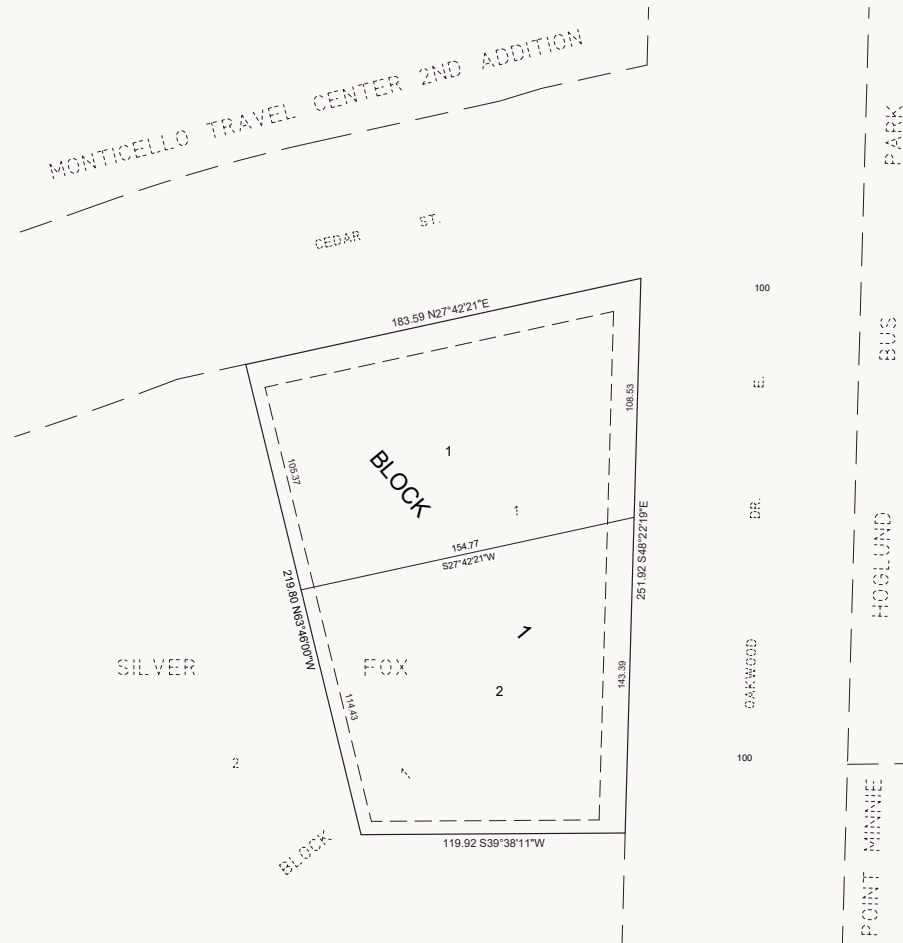 MONTICELLO TRAVEL CENTER 2ND ADDITION
PARK
CEDAR ST.
100
183.59 N27°42'21"E
BUS
E.
108.53
1
BLOCK
105.37
1
DR.
HOGLUND
154.77
S27°42'21"W
251.92 S48°22'19"E
219.80 N63°46'00"W
1
SILVER FOX
OAKWOOD
143.39
2
114.43
2
100
1
MINNIE
119.92 S39°38'11"W
BLOCK
POINT